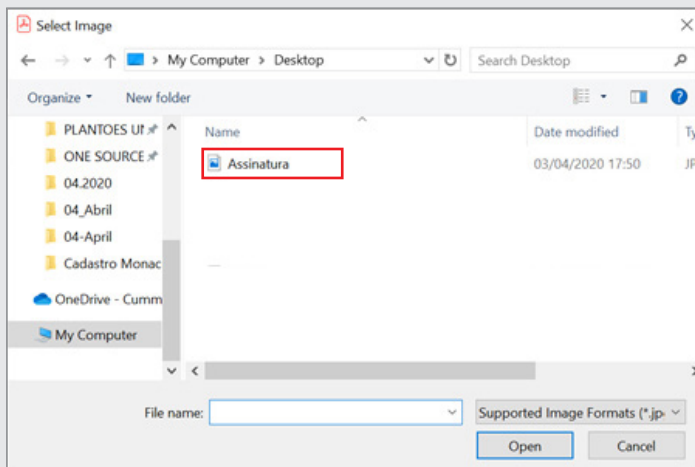 Select Image
My Computer > Desktop
Search Desktop
Organize
New folder
PLANTOES
ONE SOURCE
04.2020
04_Abril
04-April
Cadastro Monac
OneDrive - Cumm
My Computer
Name
Date modified
Ty
Assinatura
03/04/2020 17:50
JP
File name:
Supported Image Formats (*.jp
Open
Cancel